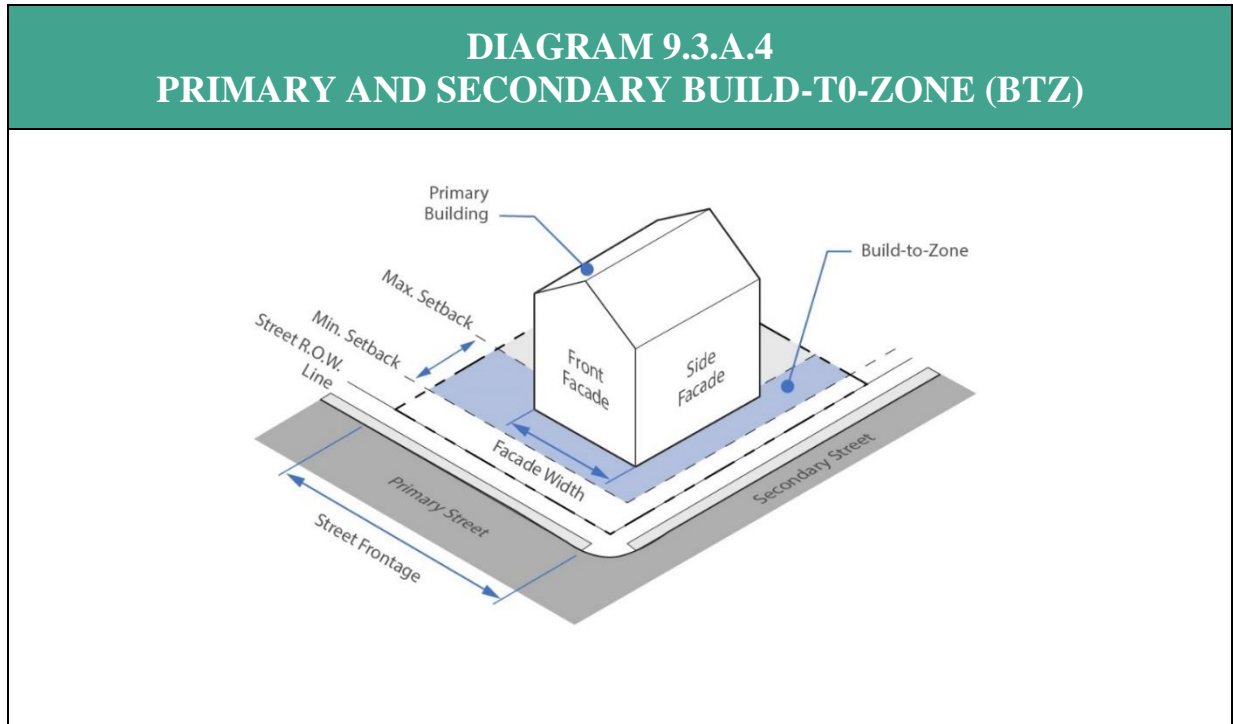 DIAGRAM 9.3.A.4
PRIMARY AND SECONDARY BUILD-T0-ZONE (BTZ)
Primary
Building
Build-to-Zone
Max. Setback
Min. Setback
Street R.O.W.
Line
Front
Facade
Side
Facade
Facade Width
Primary Street
Secondary Street
Street Frontage